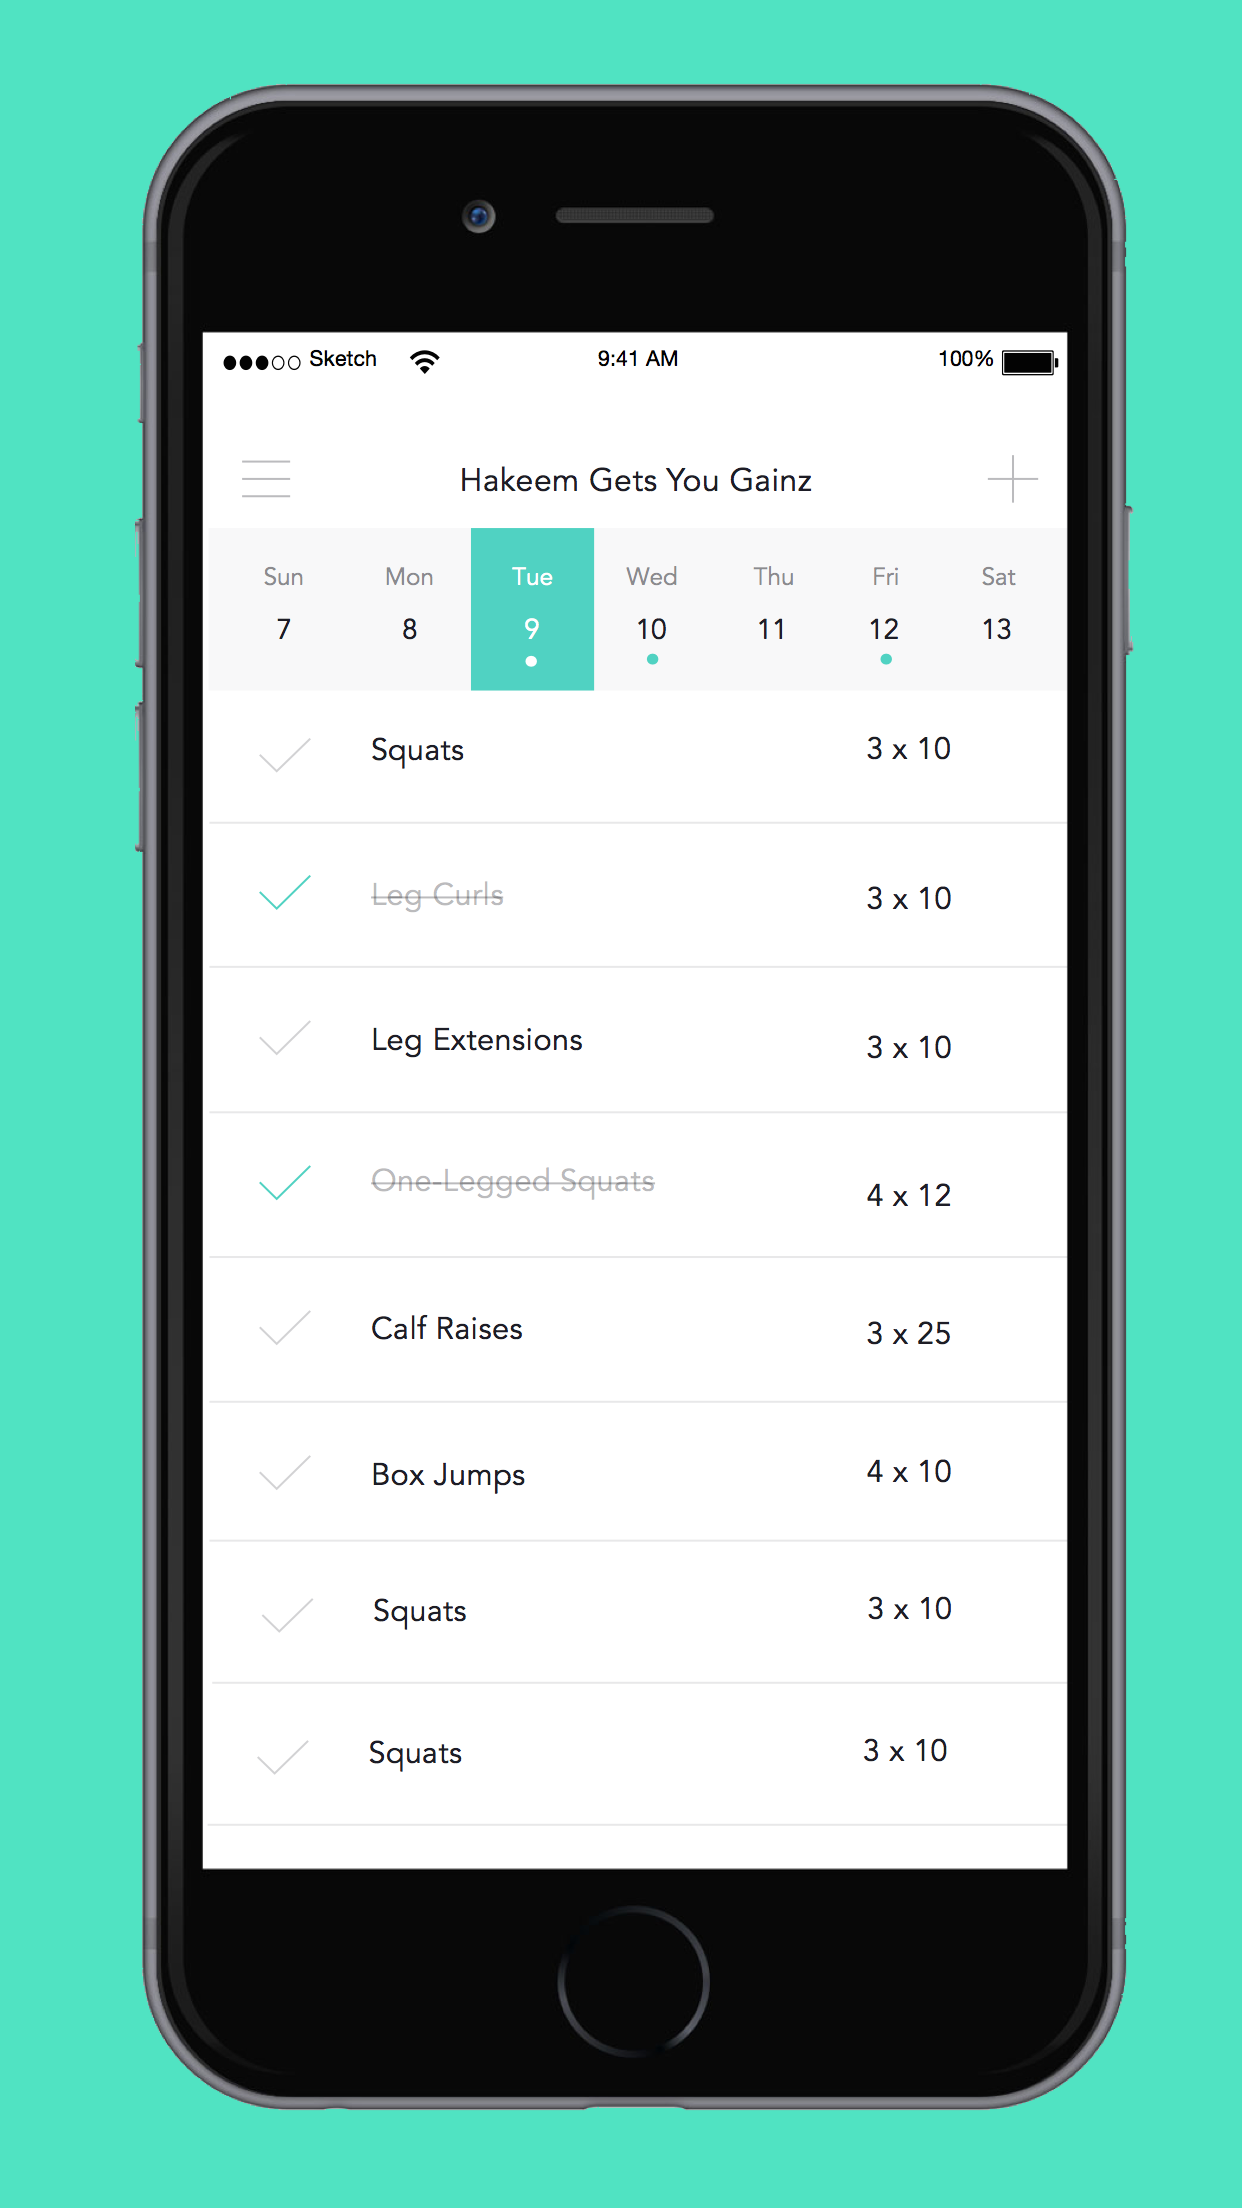 Sketch 9:41 AM 100%
Hakeem Gets You Gainz
Sun Mon Tue Wed Thu Fri Sat
7 8 9 10 11 12 13
Squats 3 x 10
Leg Curls 3 x 10
Leg Extensions 3 x 10
One-Legged Squats 4 x 12
Calf Raises 3 x 25
Box Jumps 4 x 10
Squats 3 x 10
Squats 3 x 10